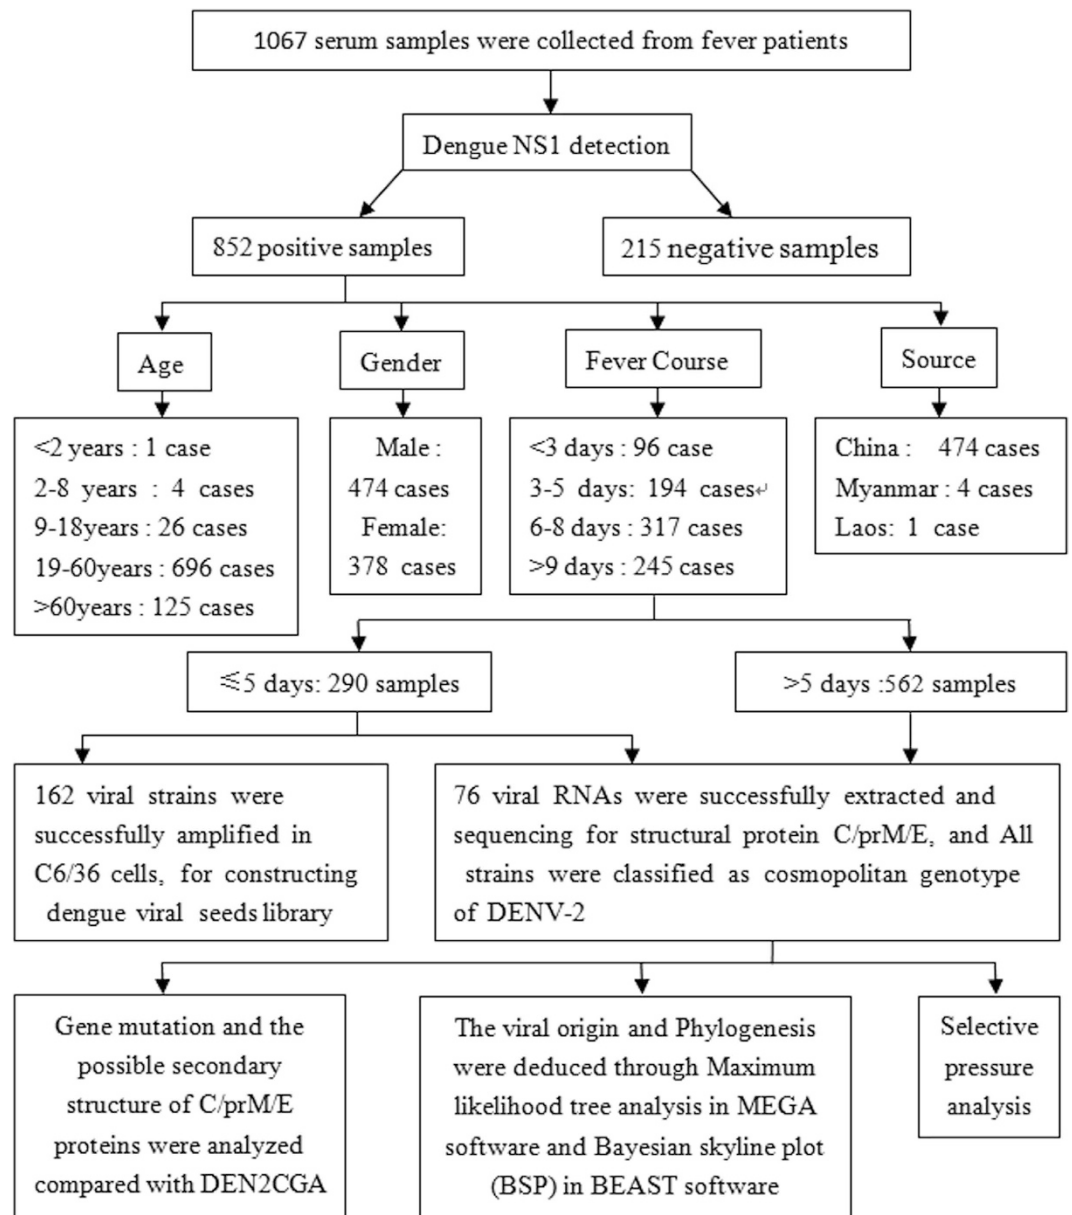 1067 serum samples were collected from fever patients
Dengue NS1 detection
852 positive samples
215 negative samples
Age
Gender
Fever Course
Source
<2 years : 1 case
2-8 years : 4 cases
9-18years : 26 cases
19-60years : 696 cases
>60years : 125 cases
Male :
474 cases
Female:
378 cases
<3 days : 96 case
3-5 days: 194 cases↵
6-8 days : 317 cases
>9 days : 245 cases
China : 474 cases
Myanmar : 4 cases
Laos: 1 case
≤5 days: 290 samples
>5 days :562 samples
162 viral strains were
successfully amplified in
C6/36 cells, for constructing
dengue viral seeds library
76 viral RNAs were successfully extracted and
sequencing for structural protein C/prM/E, and All
strains were classified as cosmopolitan genotype
of DENV-2
Gene mutation and the
possible secondary
structure of C/prM/E
proteins were analyzed
compared with DEN2CGA
The viral origin and Phylogenesis
were deduced through Maximum
likelihood tree analysis in MEGA
software and Bayesian skyline plot
(BSP) in BEAST software
Selective
pressure
analysis